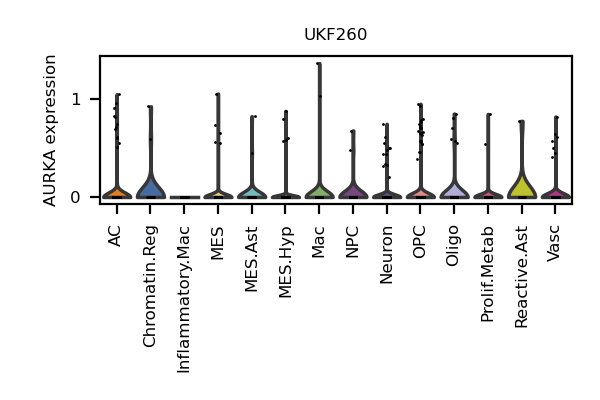 UKF260
AURKA expression
1
0
AC
Chromatin.Reg
Inflammatory.Mac
MES
MES.Ast
MES.Hyp
Mac
NPC
Neuron
OPC
Oligo
Prolif.Metab
Reactive.Ast
Vasc